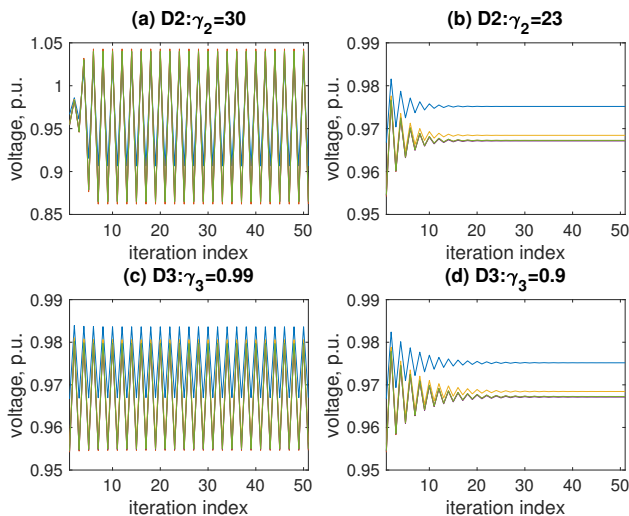 (a) D2:γ2=30
(b) D2:γ2=23
voltage, p.u.
1.05
1
0.95
0.9
0.85
10 20 30 40 50
iteration index
voltage, p.u.
0.99
0.98
0.97
0.96
0.95
10 20 30 40 50
iteration index
(c) D3:γ3=0.99
(d) D3:γ3=0.9
voltage, p.u.
0.99
0.98
0.97
0.96
0.95
10 20 30 40 50
iteration index
voltage, p.u.
0.99
0.98
0.97
0.96
0.95
10 20 30 40 50
iteration index